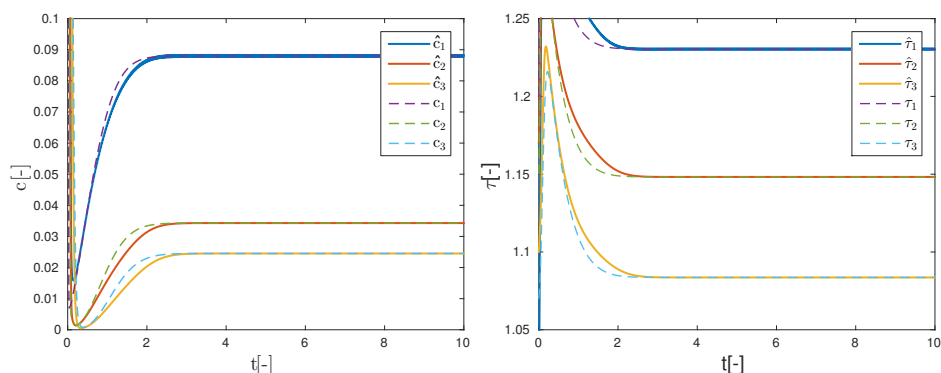 0.1
0.09
0.08
0.07
0.06
0.05
0.04
0.03
0.02
0.01
0
c[-]
0 2 4 6 8 10
t[-]
ĉ₁
ĉ₂
ĉ₃
c₁
c₂
c₃
1.25
1.2
1.15
1.1
1.05
τ[-]
0 2 4 6 8 10
t[-]
τ̂₁
τ̂₂
τ̂₃
τ₁
τ₂
τ₃